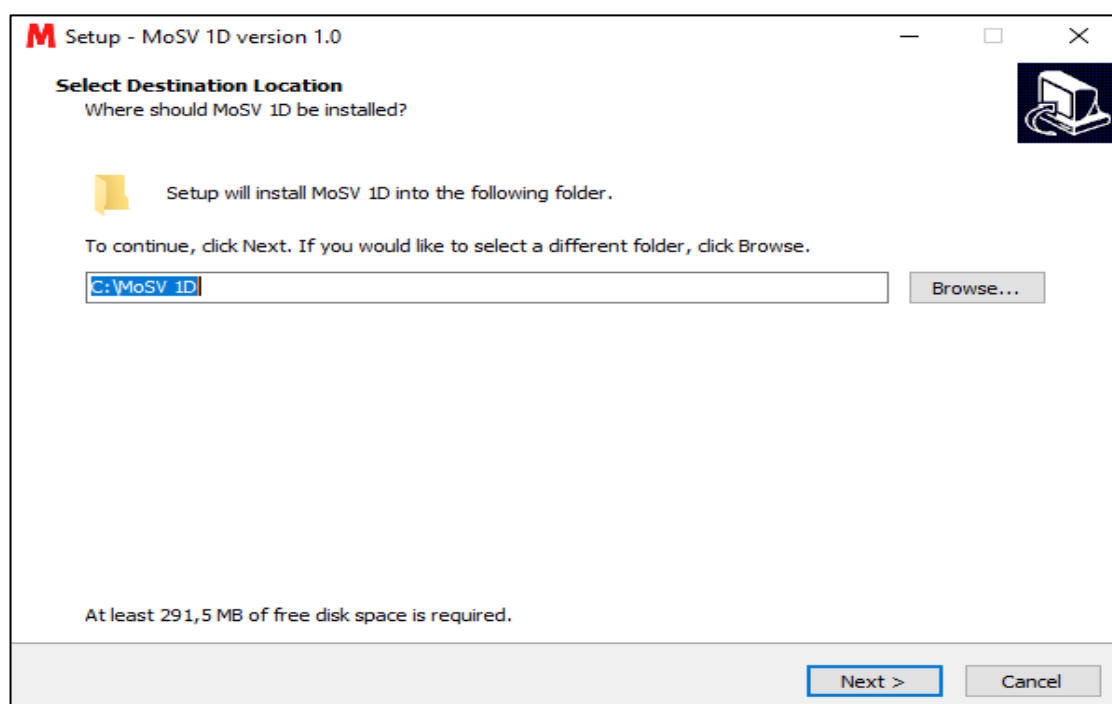 M Setup - MoSV 1D version 1.0
Select Destination Location
Where should MoSV 1D be installed?
Setup will install MoSV 1D into the following folder.
To continue, click Next. If you would like to select a different folder, click Browse.
C:\MoSV 1D
Browse...
At least 291,5 MB of free disk space is required.
Next >
Cancel